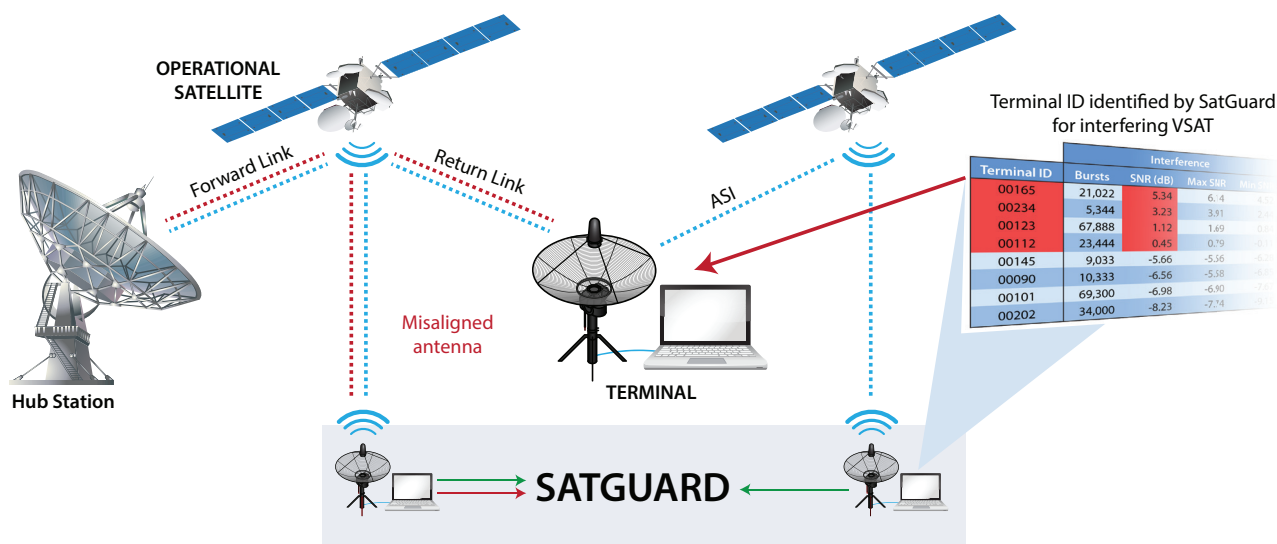 OPERATIONAL
SATELLITE
Forward Link
Return Link
ASI
Terminal ID identified by SatGuard
for interfering VSAT
Interference
Terminal ID Bursts SNR (dB) Max SNR
00165 21,022 5.34
00234 5,344 3.23 3.91
00123 67,888 1.12 1.69
00112 23,444 0.45 0.79
00145 9,033 -5.66 -5.56
00090 10,333 -6.56 -5.58
00101 69,300 -6.98 -6.90
00202 34,000 -8.23 -7.74
Misaligned
antenna
TERMINAL
Hub Station
SATGUARD